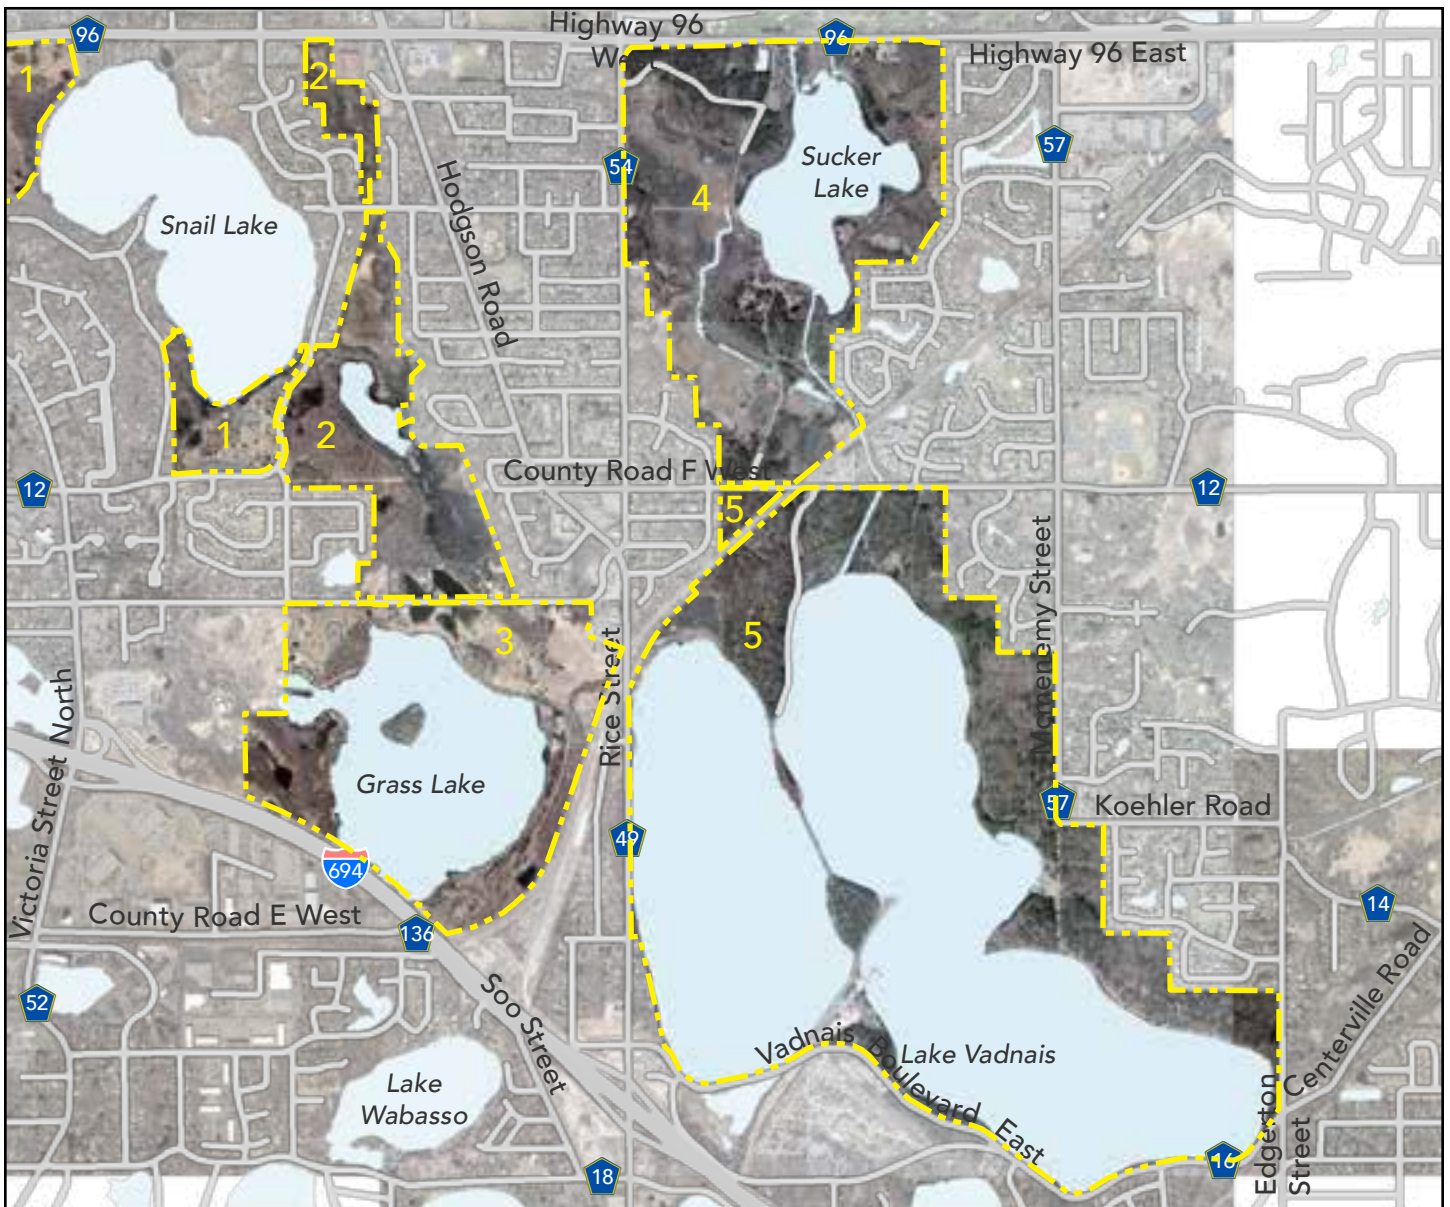 Highway 96
West
96
96
Highway 96 East
1
2
57
54
Sucker
Lake
4
Hodgson Road
Snail Lake
1
2
County Road F West
12
12
5
Mcmenemy Street
3
5
Rice Street
Victoria Street North
Grass Lake
57
Koehler Road
49
694
14
County Road E West
136
Centerville Road
52
Soo Street
Vadnais Boulevard East
Lake Vadnais
Lake
Wabasso
Edgerton
Street
16
18